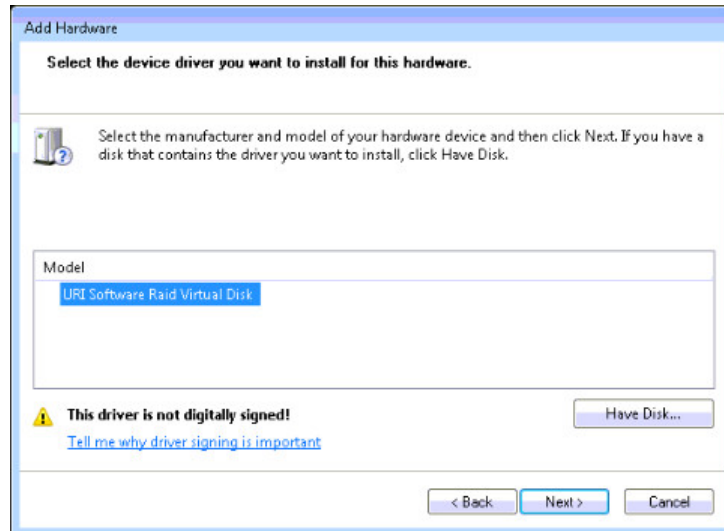 Add Hardware
Select the device driver you want to install for this hardware.
Select the manufacturer and model of your hardware device and then click Next. If you have a
disk that contains the driver you want to install, click Have Disk.
Model
URI Software Raid Virtual Disk
This driver is not digitally signed!
Have Disk...
Tell me why driver signing is important
< Back
Next >
Cancel